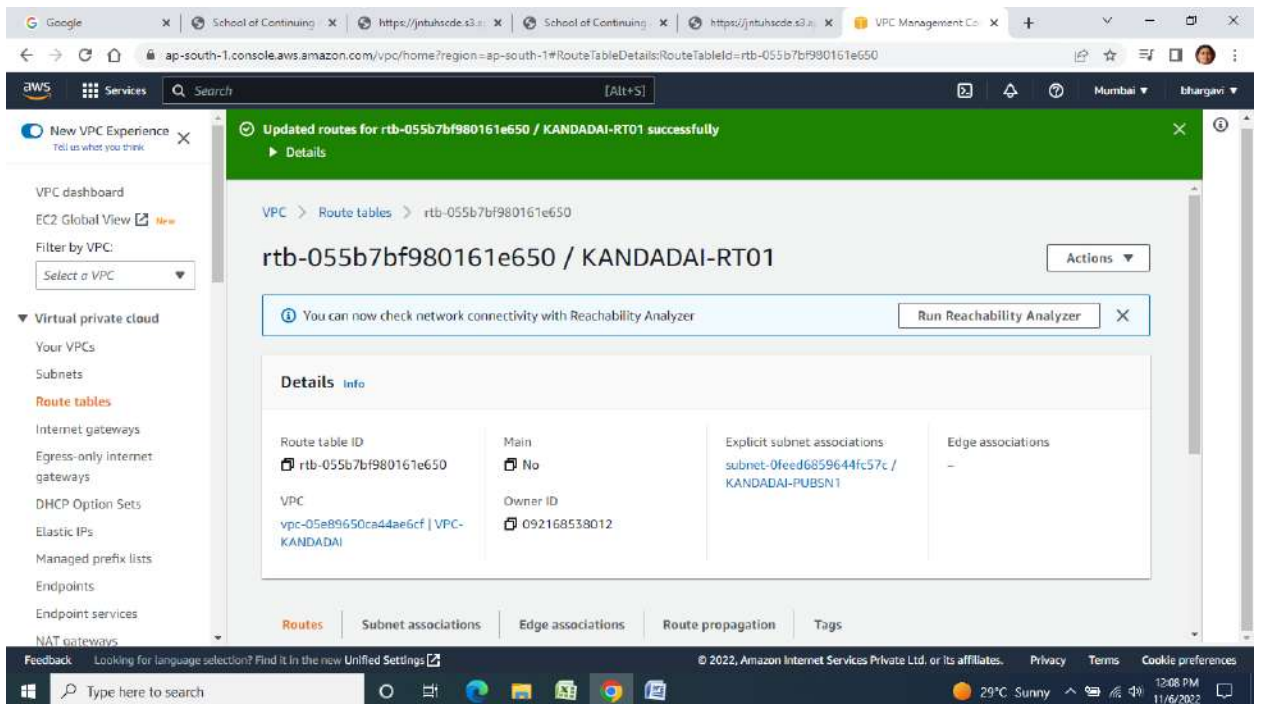 Google
School of Continuing
https://jntuhscde.s3.
School of Continuing
https://jntuhscde.s3.
VPC Management Co
ap-south-1.console.aws.amazon.com/vpc/home?region=ap-south-1#RouteTableDetails:RouteTableId=rtb-055b7bf980161e650
aws
Services
Search
[Alt+S]
Mumbai
bhargavi
New VPC Experience
Tell us what you think
Updated routes for rtb-055b7bf980161e650 / KANDADAI-RT01 successfully
Details
VPC dashboard
EC2 Global View New
Filter by VPC:
Select a VPC
Virtual private cloud
Your VPCs
Subnets
Route tables
Internet gateways
Egress-only internet
gateways
DHCP Option Sets
Elastic IPs
Managed prefix lists
Endpoints
Endpoint services
NAT gateways
VPC > Route tables > rtb-055b7bf980161e650
rtb-055b7bf980161e650 / KANDADAI-RT01
Actions
You can now check network connectivity with Reachability Analyzer
Run Reachability Analyzer
Details Info
Route table ID
rtb-055b7bf980161e650
Main
No
Explicit subnet associations
subnet-0feed6859644fc57c /
KANDADAI-PUBSN1
Edge associations
–
VPC
vpc-05e89650ca44ae6cf | VPC-
KANDADAI
Owner ID
092168538012
Routes
Subnet associations
Edge associations
Route propagation
Tags
Feedback
Looking for language selection? Find it in the new Unified Settings
© 2022, Amazon Internet Services Private Ltd. or its affiliates.
Privacy
Terms
Cookie preferences
Type here to search
29°C Sunny
12:08 PM
11/6/2022